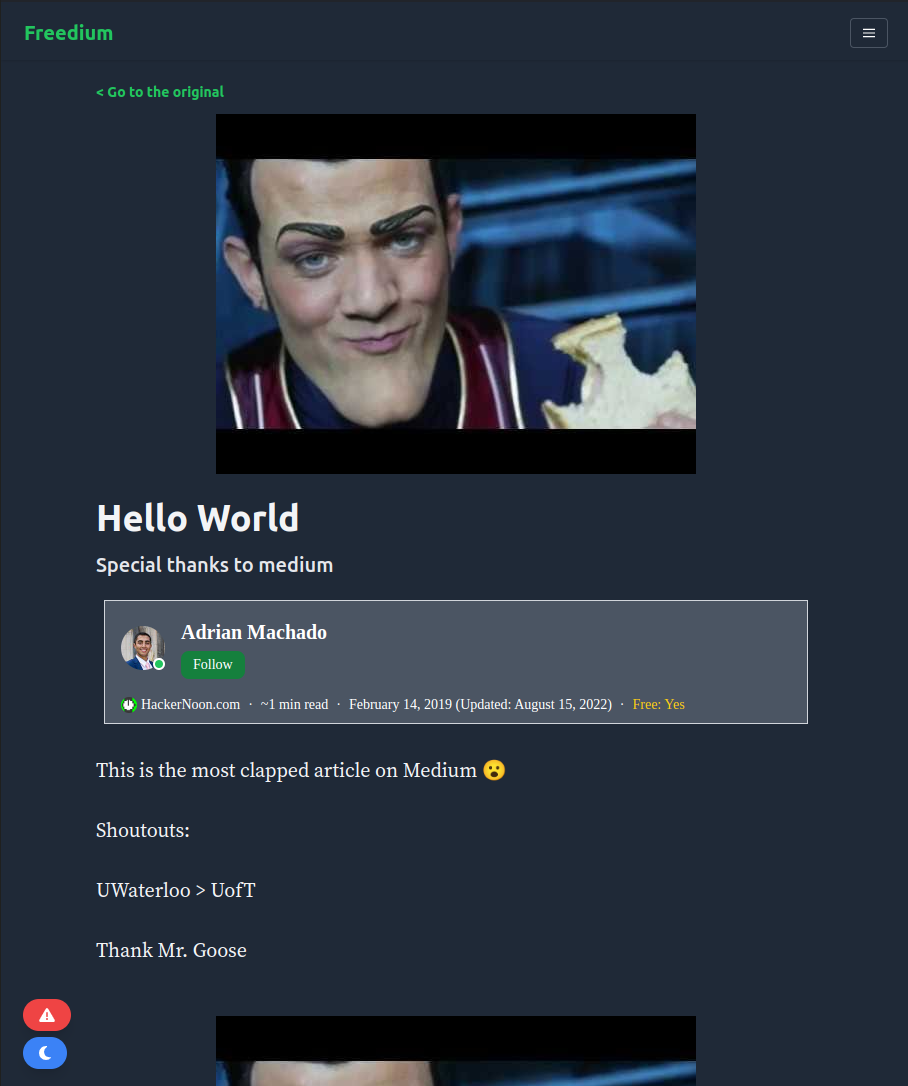 Freedium
< Go to the original
Hello World
Special thanks to medium
Adrian Machado
Follow
HackerNoon.com · ~1 min read · February 14, 2019 (Updated: August 15, 2022) · Free: Yes
This is the most clapped article on Medium 😮
Shoutouts:
UWaterloo > UofT
Thank Mr. Goose